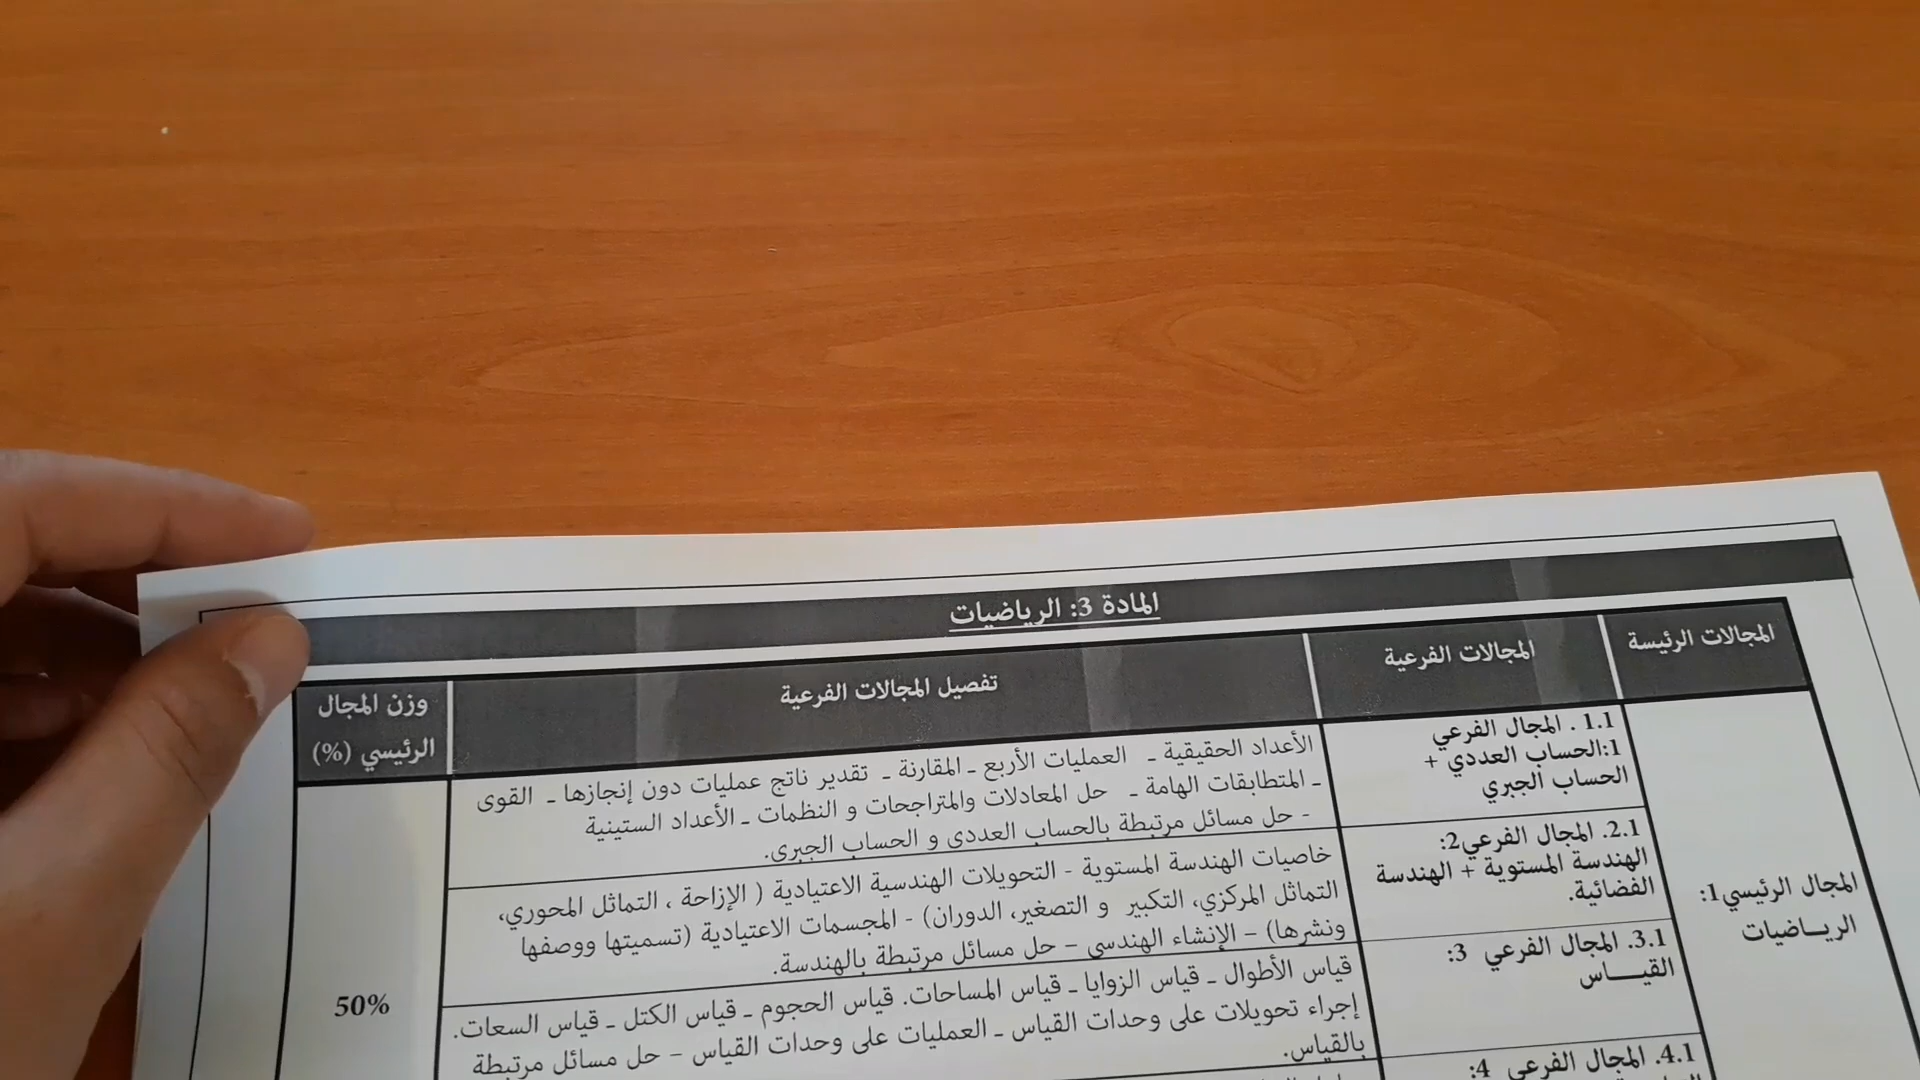 المادة 3: الرياضيات
المجالات الرئيسة
المجالات الفرعية
تفصيل المجالات الفرعية
وزن المجال
الرئيسي (%)
المجال الرئيسي1:
الريـاضيات
1.1 . المجال الفرعي
1:الحساب العددي +
الحساب الجبري
الأعداد الحقيقية ـ العمليات الأربع ـ المقارنة ـ تقدير ناتج عمليات دون إنجازها ـ القوى
ـ المتطابقات الهامة ـ حل المعادلات والمتراجحات و النظمات ـ الأعداد الستينية
- حل مسائل مرتبطة بالحساب العددي و الحساب الجبري.
2.1. المجال الفرعي2:
الهندسة المستوية + الهندسة
الفضائية.
خاصيات الهندسة المستوية - التحويلات الهندسية الاعتيادية ( الإزاحة ، التماثل المحوري،
التماثل المركزي، التكبير و التصغير، الدوران) - المجسمات الاعتيادية (تسميتها ووصفها
ونشرها) – الإنشاء الهندسي – حل مسائل مرتبطة بالهندسة.
3.1. المجال الفرعي 3:
القيـــاس
قياس الأطوال ـ قياس الزوايا ـ قياس المساحات. قياس الحجوم ـ قياس الكتل ـ قياس السعات.
إجراء تحويلات على وحدات القياس ـ العمليات على وحدات القياس – حل مسائل مرتبطة
بالقياس.
50%
4.1. المجال الفرعي 4: